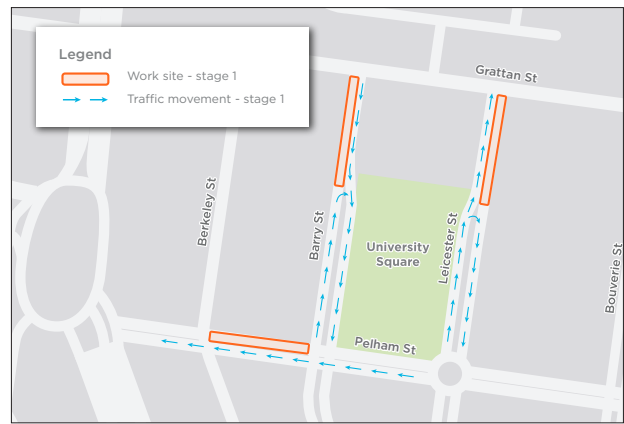 Legend
Work site - stage 1
Traffic movement - stage 1
Grattan St
Berkeley St
Barry St
University
Square
Leicester St
Bouverie St
Pelham St